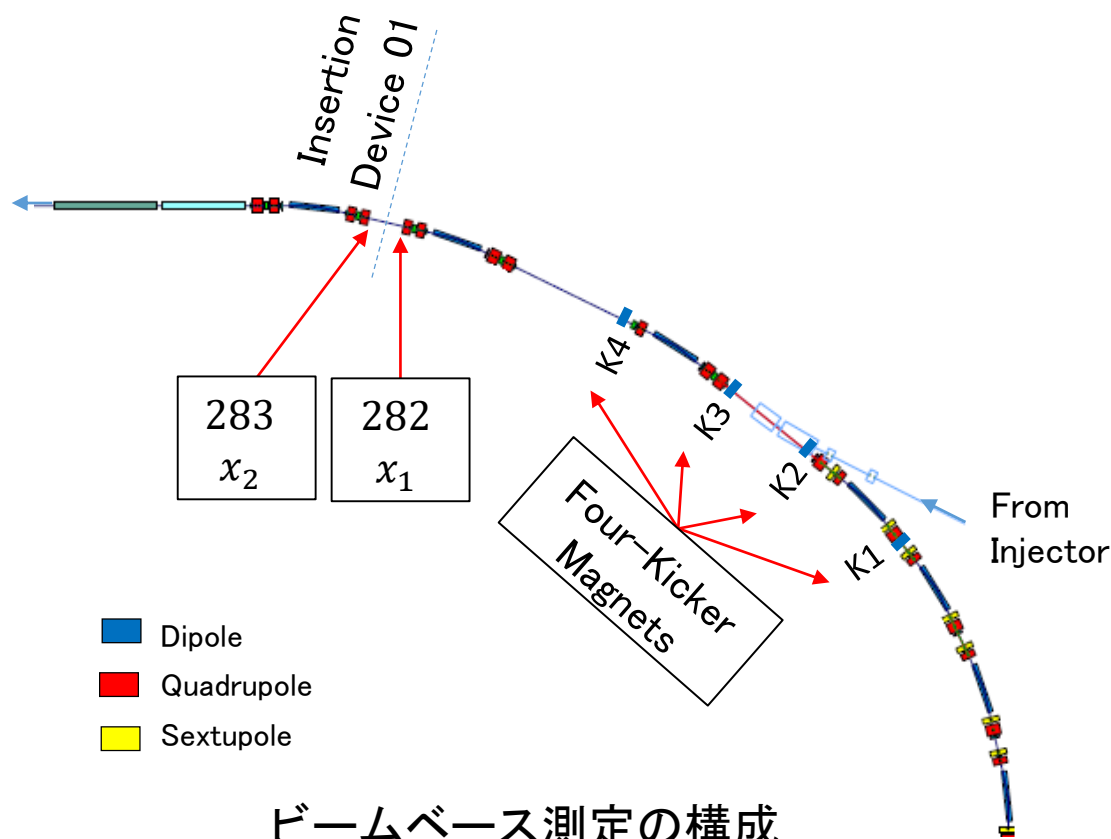 Insertion
Device 01
283
x₂
282
x₁
K4
K3
K2
K1
Four-Kicker
Magnets
From
Injector
Dipole
Quadrupole
Sextupole
ビームベース測定の構成